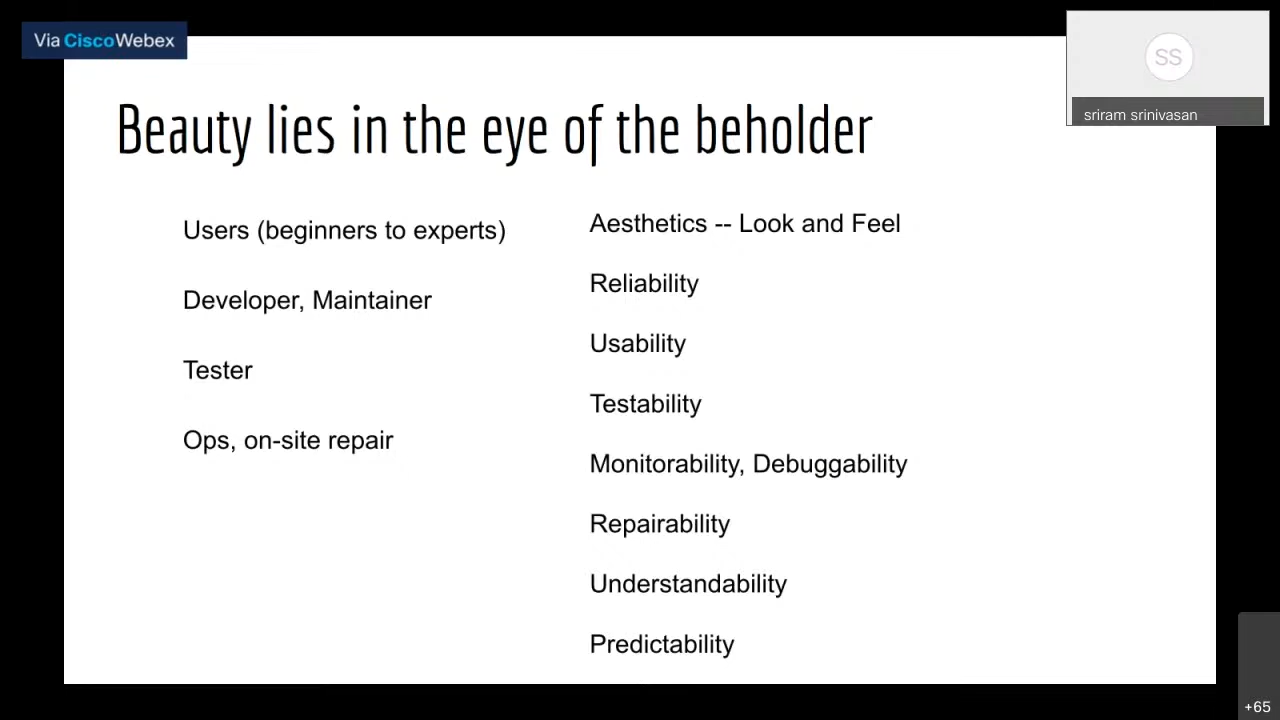 Via CiscoWebex
SS
sriram srinivasan
Beauty lies in the eye of the beholder
Users (beginners to experts)
Developer, Maintainer
Tester
Ops, on-site repair
Aesthetics -- Look and Feel
Reliability
Usability
Testability
Monitorability, Debuggability
Repairability
Understandability
Predictability
+65